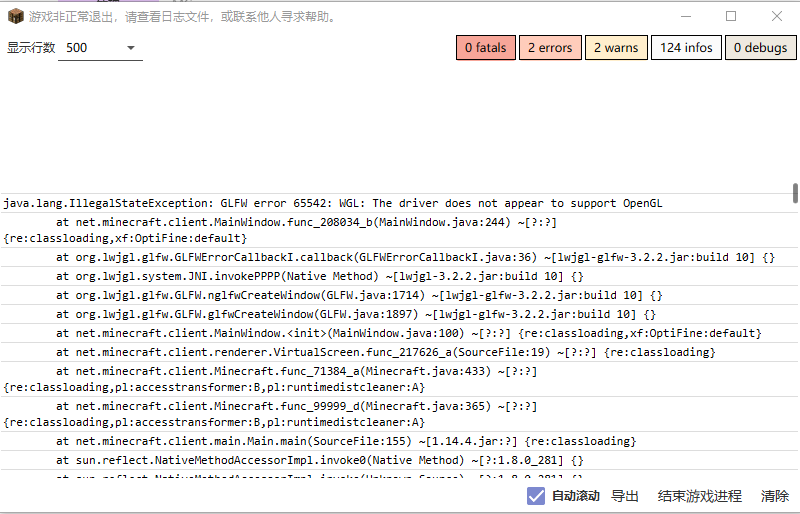 游戏非正常退出，请查看日志文件，或联系他人寻求帮助。
显示行数 500 0 fatals 2 errors 2 warns 124 infos 0 debugs
java.lang.IllegalStateException: GLFW error 65542: WGL: The driver does not appear to support OpenGL
at net.minecraft.client.MainWindow.func_208034_b(MainWindow.java:244) ~[?:?]
{re:classloading,xf:OptiFine:default}
at org.lwjgl.glfw.GLFWErrorCallbackI.callback(GLFWErrorCallbackI.java:36) ~[lwjgl-glfw-3.2.2.jar:build 10] {}
at org.lwjgl.system.JNI.invokePPPP(Native Method) ~[lwjgl-3.2.2.jar:build 10] {}
at org.lwjgl.glfw.GLFW.nglfwCreateWindow(GLFW.java:1714) ~[lwjgl-glfw-3.2.2.jar:build 10] {}
at org.lwjgl.glfw.GLFW.glfwCreateWindow(GLFW.java:1897) ~[lwjgl-glfw-3.2.2.jar:build 10] {}
at net.minecraft.client.MainWindow.<init>(MainWindow.java:100) ~[?:?] {re:classloading,xf:OptiFine:default}
at net.minecraft.client.renderer.VirtualScreen.func_217626_a(SourceFile:19) ~[?:?] {re:classloading}
at net.minecraft.client.Minecraft.func_71384_a(Minecraft.java:433) ~[?:?]
{re:classloading,pl:accesstransformer:B,pl:runtimedistcleaner:A}
at net.minecraft.client.Minecraft.func_99999_d(Minecraft.java:365) ~[?:?]
{re:classloading,pl:accesstransformer:B,pl:runtimedistcleaner:A}
at net.minecraft.client.main.Main.main(SourceFile:155) ~[1.14.4.jar:?] {re:classloading}
at sun.reflect.NativeMethodAccessorImpl.invoke0(Native Method) ~[?:1.8.0_281] {}
at sun.reflect.NativeMethodAccessorImpl.invoke(Unknown Source) ~[?:1.8.0_281] {}
自动滚动 导出 结束游戏进程 清除